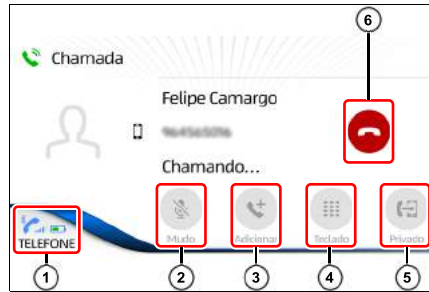 6
Chamada
Felipe Camargo
Chamando...
TELEFONE
Mudo
Adicionar
Teclado
Privado
1
2
3
4
5